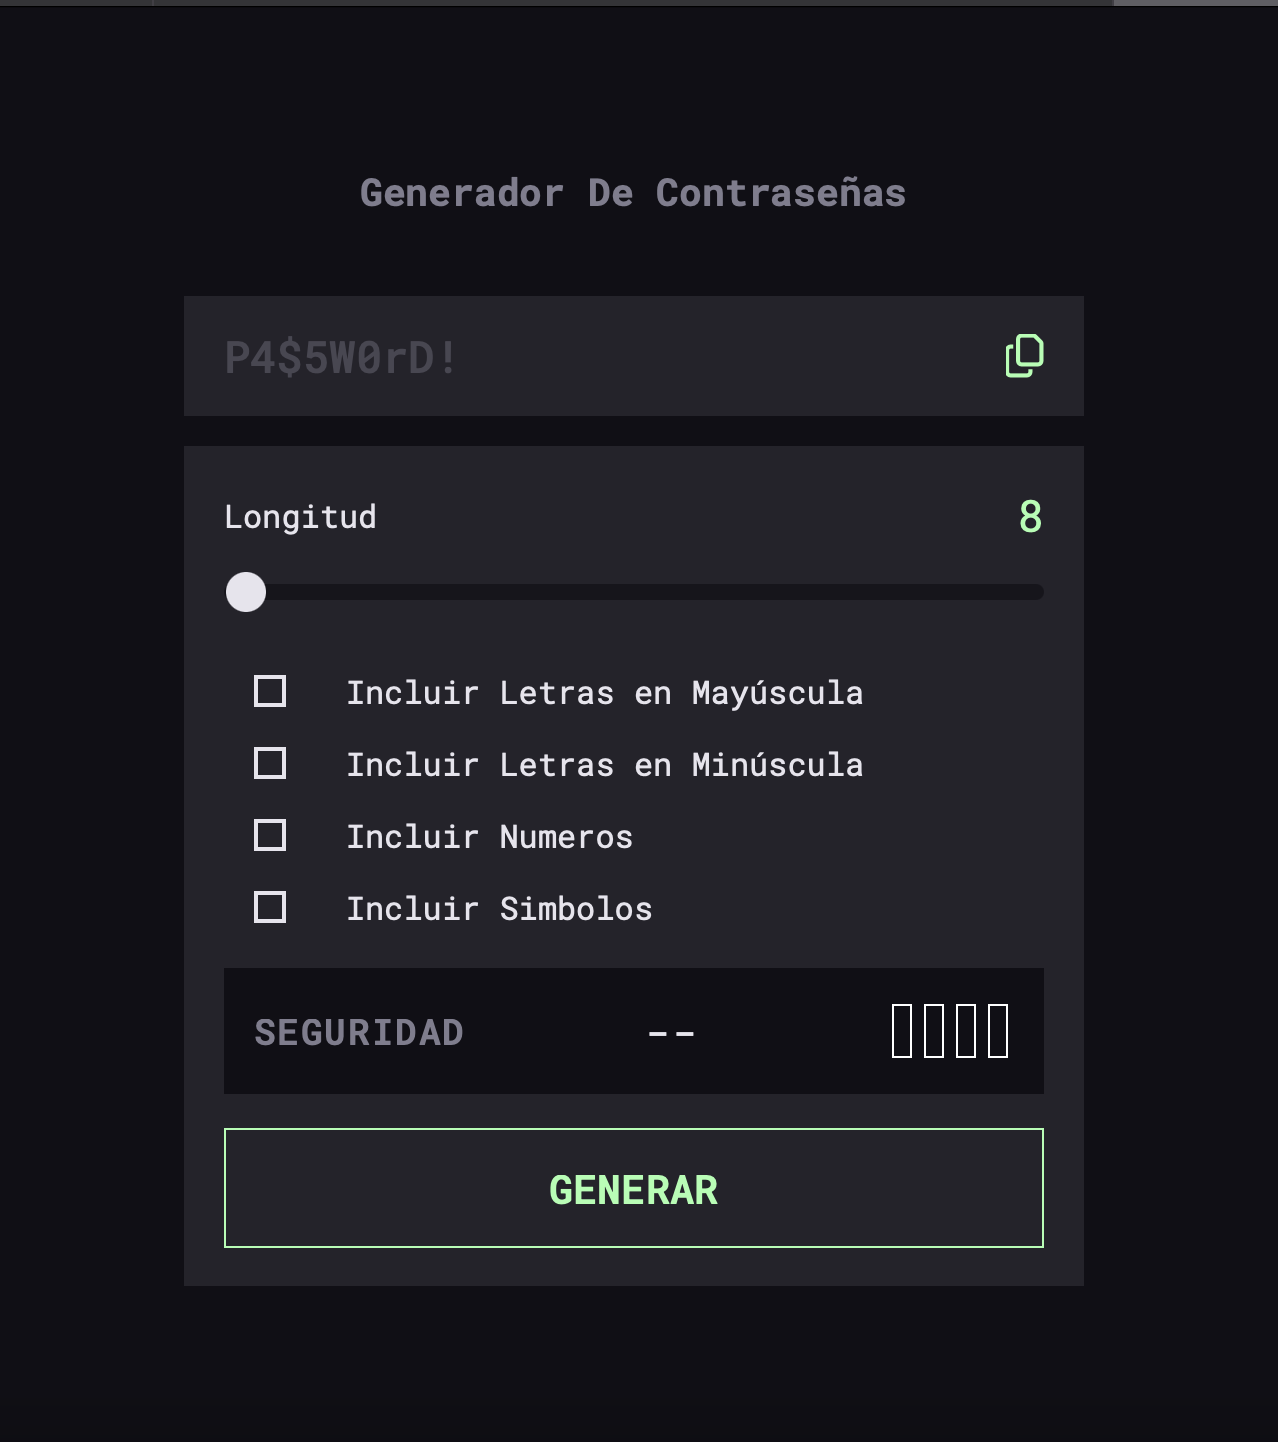 Generador De Contraseñas
P4$5W0rD!
Longitud 8
Incluir Letras en Mayúscula
Incluir Letras en Minúscula
Incluir Numeros
Incluir Simbolos
SEGURIDAD --
GENERAR